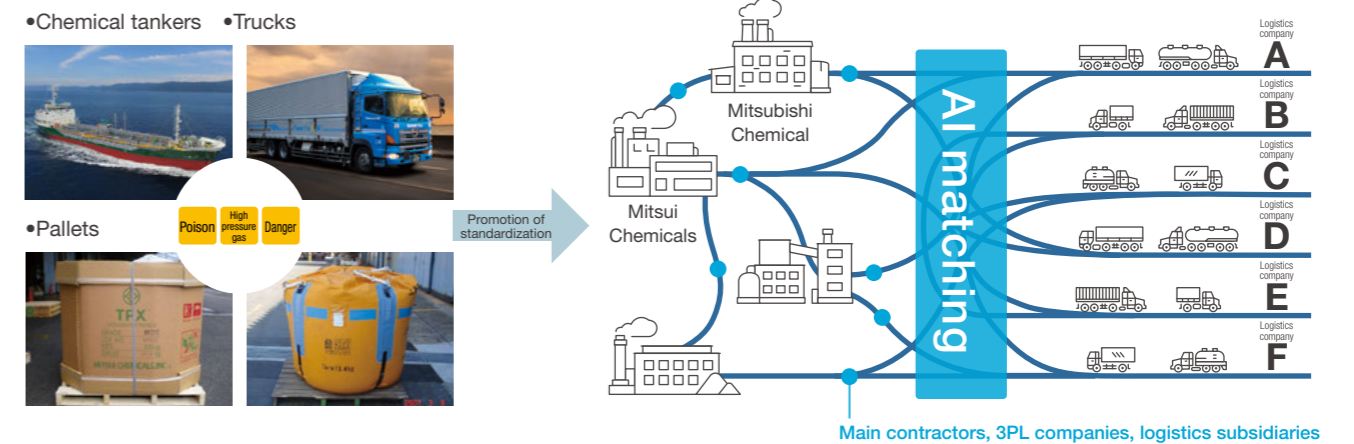 •Chemical tankers
•Trucks
•Pallets
Poison
High
pressure
gas
Danger
TPX
Promotion of
standardization
Mitsubishi
Chemical
Mitsui
Chemicals
AI matching
Logistics
company
A
Logistics
company
B
Logistics
company
C
Logistics
company
D
Logistics
company
E
Logistics
company
F
Main contractors, 3PL companies, logistics subsidiaries